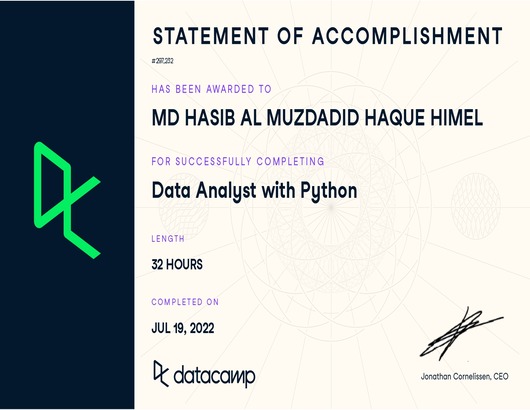 STATEMENT OF ACCOMPLISHMENT
#297,232
HAS BEEN AWARDED TO
MD HASIB AL MUZDADID HAQUE HIMEL
FOR SUCCESSFULLY COMPLETING
Data Analyst with Python
LENGTH
32 HOURS
COMPLETED ON
JUL 19, 2022
datacamp
Jonathan Cornelissen, CEO